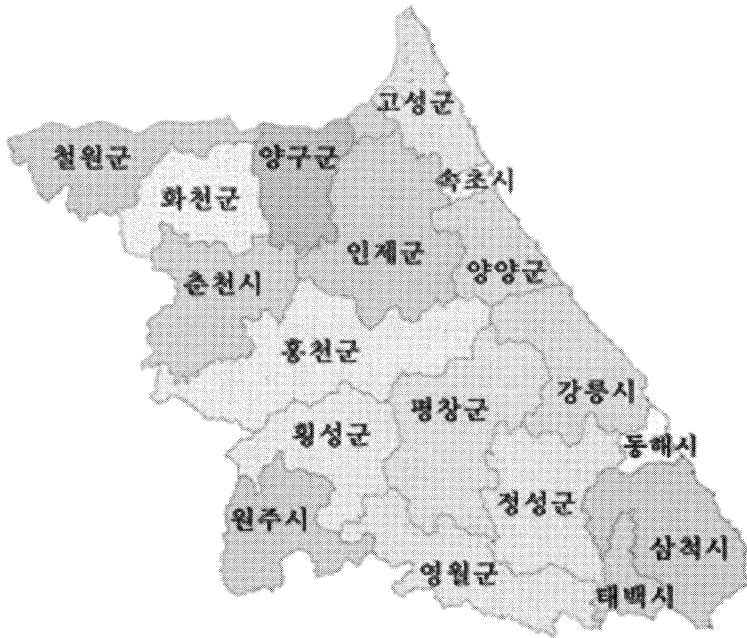 고성군
철원군
양구군
화천군
속초시
인제군
양양군
춘천시
홍천군
강릉시
평창군
횡성군
동해시
정성군
원주시
삼척시
영월군
태백시